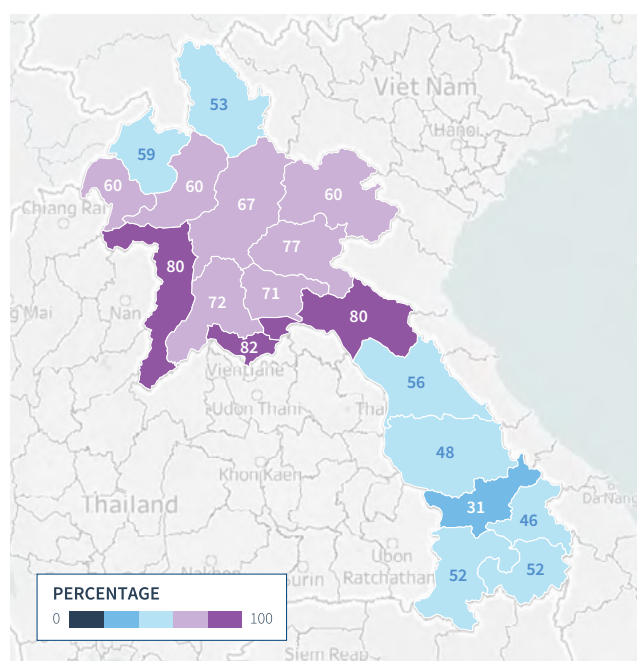 Viet Nam
53
Hanoi
59
60
60
67
60
Chiang Rai
77
80
72
71
80
g Mai
Nan
82
Vientiane
56
Udon Thani
Tha
48
Khon Kaen
31
Da Nang
Thailand
46
52
52
Ubon
Ratchathan
urin
PERCENTAGE
0
100
Siem Reap